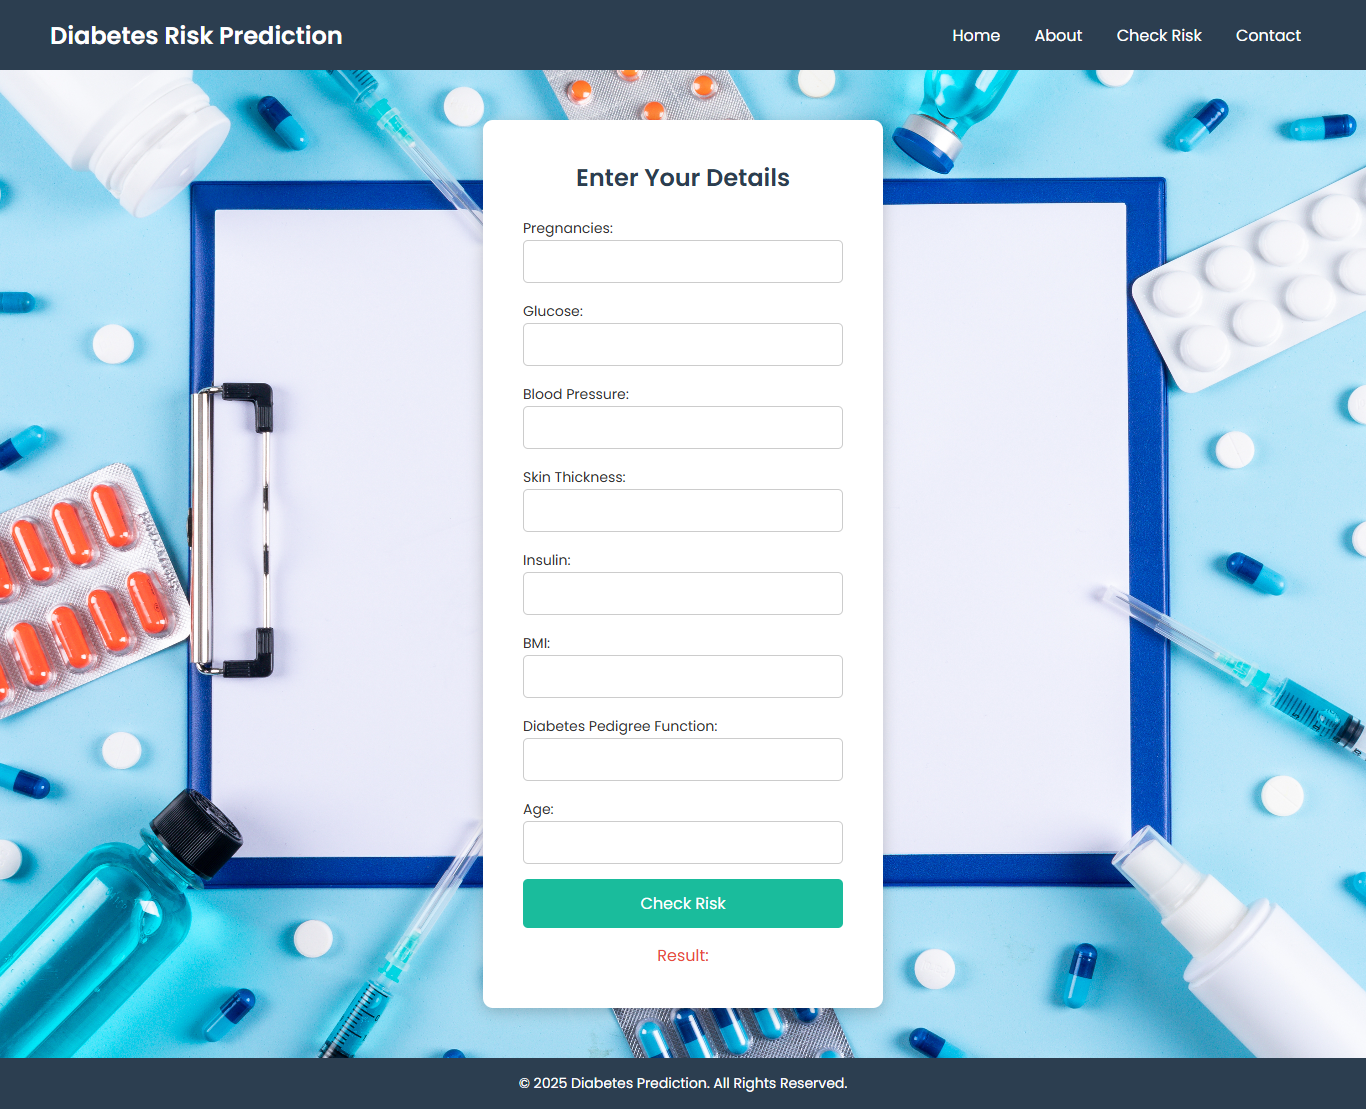 Diabetes Risk Prediction
Home About Check Risk Contact
Enter Your Details
Pregnancies:
Glucose:
Blood Pressure:
Skin Thickness:
Insulin:
BMI:
Diabetes Pedigree Function:
Age:
Check Risk
Result:
© 2025 Diabetes Prediction. All Rights Reserved.